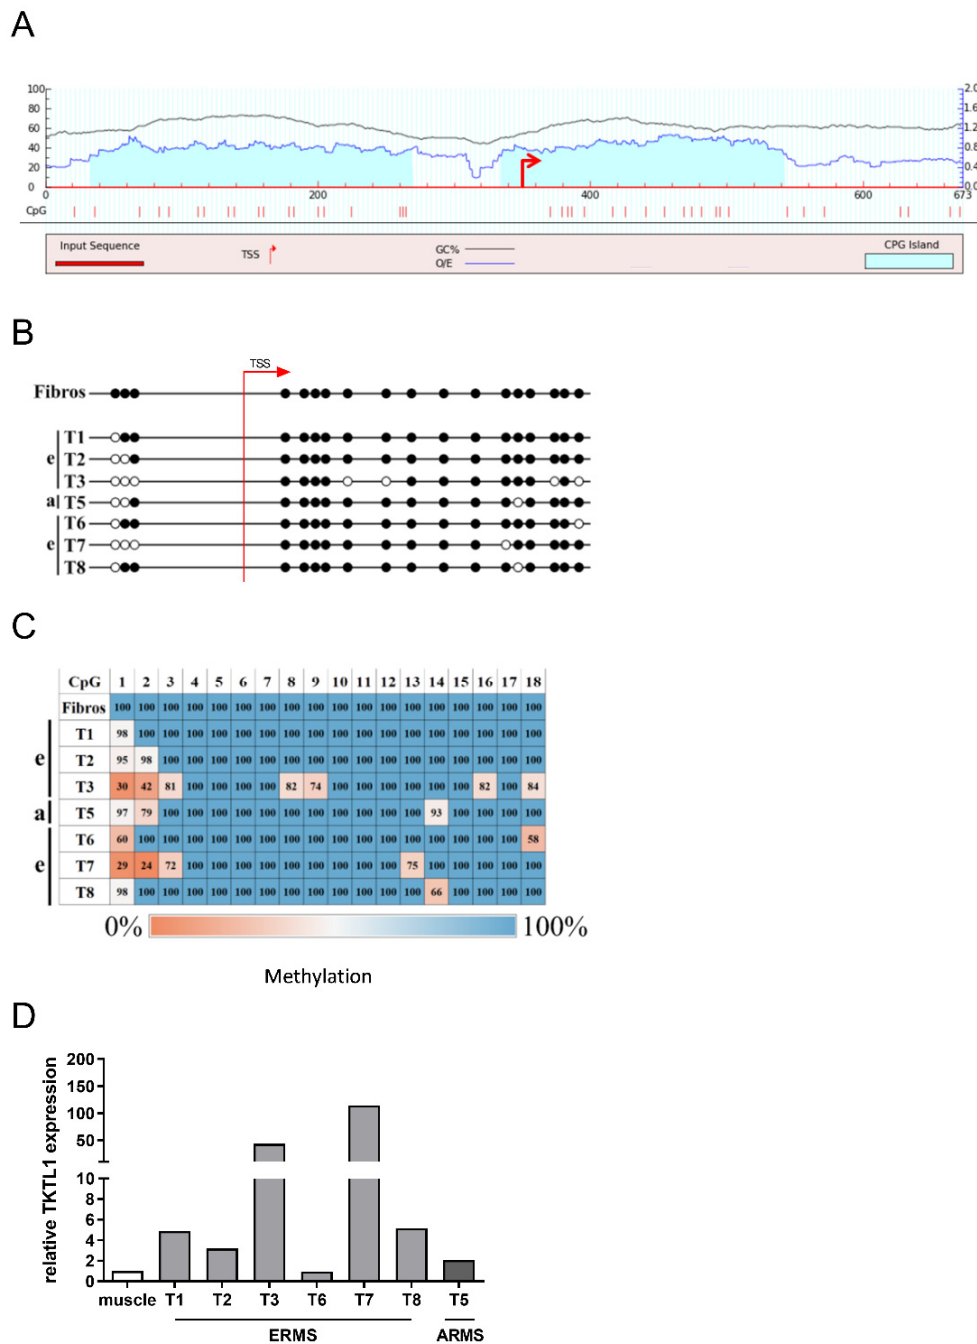 A
100
80
60
40
20
0
2.0
1.6
1.2
0.8
0.4
0.0
0 200 400 600 673
CpG
Input Sequence
TSS
GC%
O/E
CPG Island
B
TSS
Fibros
e
T1
T2
T3
a
T5
e
T6
T7
T8
C
CpG 1 2 3 4 5 6 7 8 9 10 11 12 13 14 15 16 17 18
Fibros 100 100 100 100 100 100 100 100 100 100 100 100 100 100 100 100 100 100
e
T1 98 100 100 100 100 100 100 100 100 100 100 100 100 100 100 100 100 100
T2 95 98 100 100 100 100 100 100 100 100 100 100 100 100 100 100 100 100
T3 30 42 81 100 100 100 100 82 74 100 100 100 100 100 100 82 100 84
a
T5 97 79 100 100 100 100 100 100 100 100 100 100 100 93 100 100 100 100
e
T6 60 100 100 100 100 100 100 100 100 100 100 100 100 100 100 100 100 58
T7 29 24 72 100 100 100 100 100 100 100 100 100 75 100 100 100 100 100
T8 98 100 100 100 100 100 100 100 100 100 100 100 100 66 100 100 100 100
0% 100%
Methylation
D
relative TKTL1 expression
200
150
100
50
10
8
6
4
2
0
muscle T1 T2 T3 T6 T7 T8 T5
ERMS ARMS